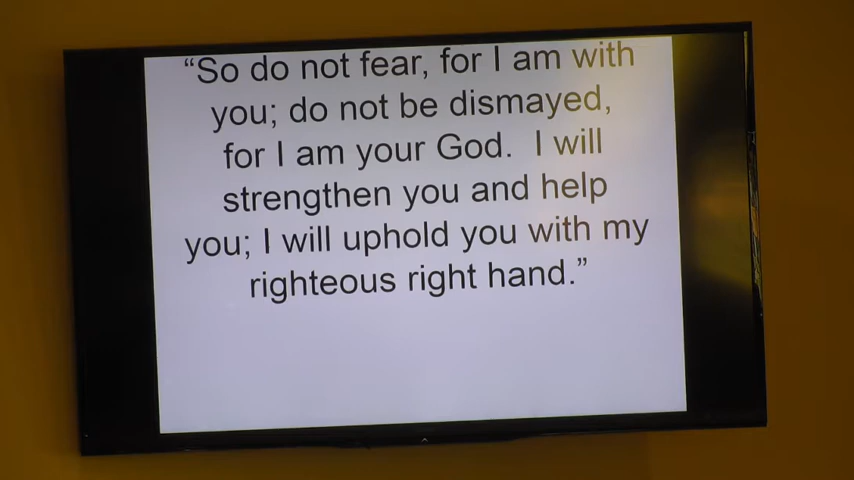 “So do not fear, for I am with
you; do not be dismayed,
for I am your God.  I will
strengthen you and help
you; I will uphold you with my
righteous right hand.”